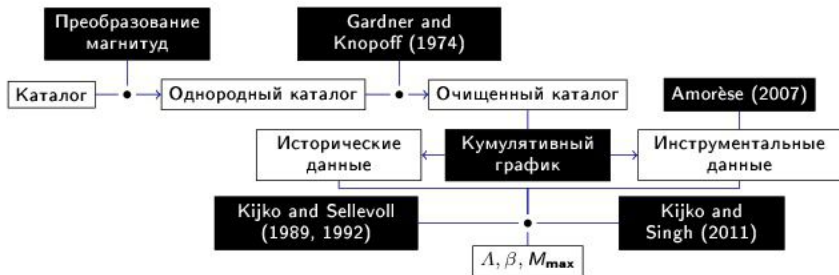 Преобразование
магнитуд
Gardner and
Knopoff (1974)
Каталог
Однородный каталог
Очищенный каталог
Amorèse (2007)
Исторические
данные
Кумулятивный
график
Инструментальные
данные
Kijko and Sellevoll
(1989, 1992)
Kijko and
Singh (2011)
Λ, β, Mmax